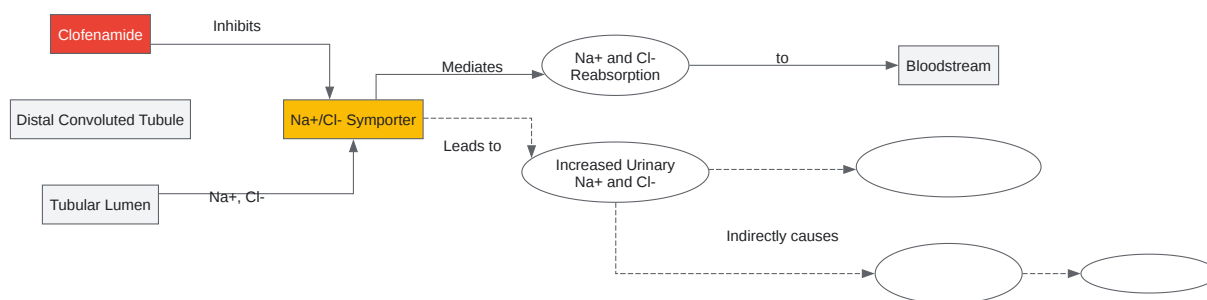 Clofenamide
Inhibits
Na+ and Cl-
Reabsorption
Mediates
to
Bloodstream
Distal Convoluted Tubule
Na+/Cl- Symporter
Leads to
Increased Urinary
Na+ and Cl-
Tubular Lumen
Na+, Cl-
Indirectly causes